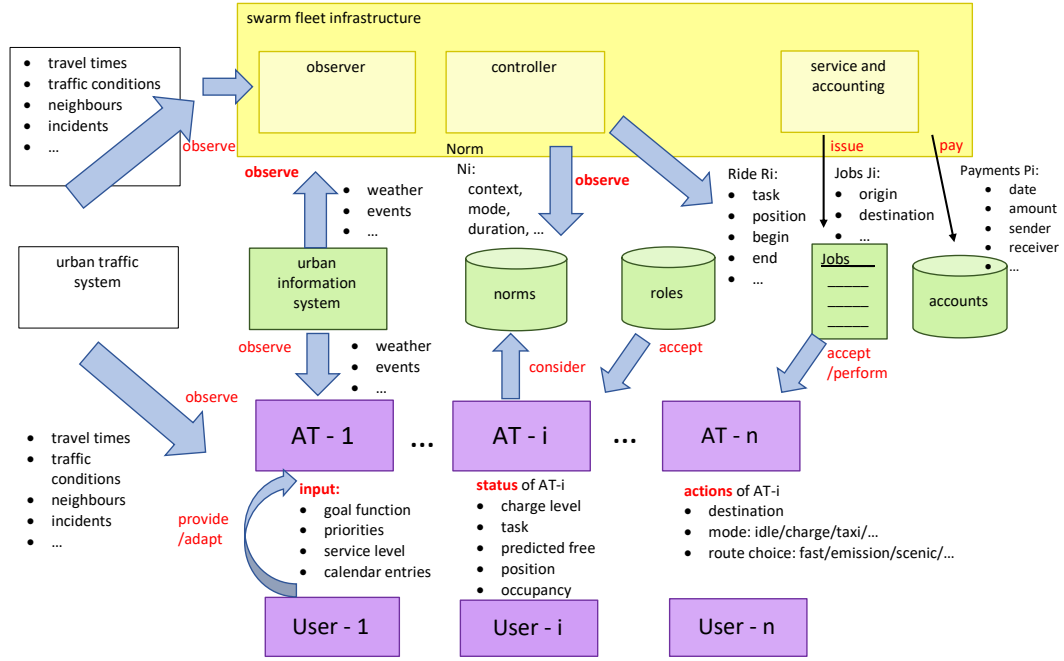 swarm fleet infrastructure
• travel times
• traffic conditions
• neighbours
• incidents
• …
observe
observer
controller
service and
accounting
issue
pay
observe
• weather
• events
• …
Norm
Ni:
context,
mode,
duration, …
observe
Ride Ri:
• task
• position
• begin
• end
• …
Jobs Ji:
• origin
• destination
• …
Payments Pi:
• date
• amount
• sender
• receiver
• …
urban traffic
system
urban
information
system
norms
roles
Jobs
_____
_____
_____
accounts
observe
observe
• weather
• events
• …
consider
accept
accept
/perform
AT - 1
...
AT - i
...
AT - n
• travel times
• traffic
conditions
• neighbours
• incidents
• …
provide
/adapt
input:
• goal function
• priorities
• service level
• calendar entries
status of AT-i
• charge level
• task
• predicted free
• position
• occupancy
actions of AT-i
• destination
• mode: idle/charge/taxi/…
• route choice: fast/emission/scenic/…
User - 1
User - i
User - n